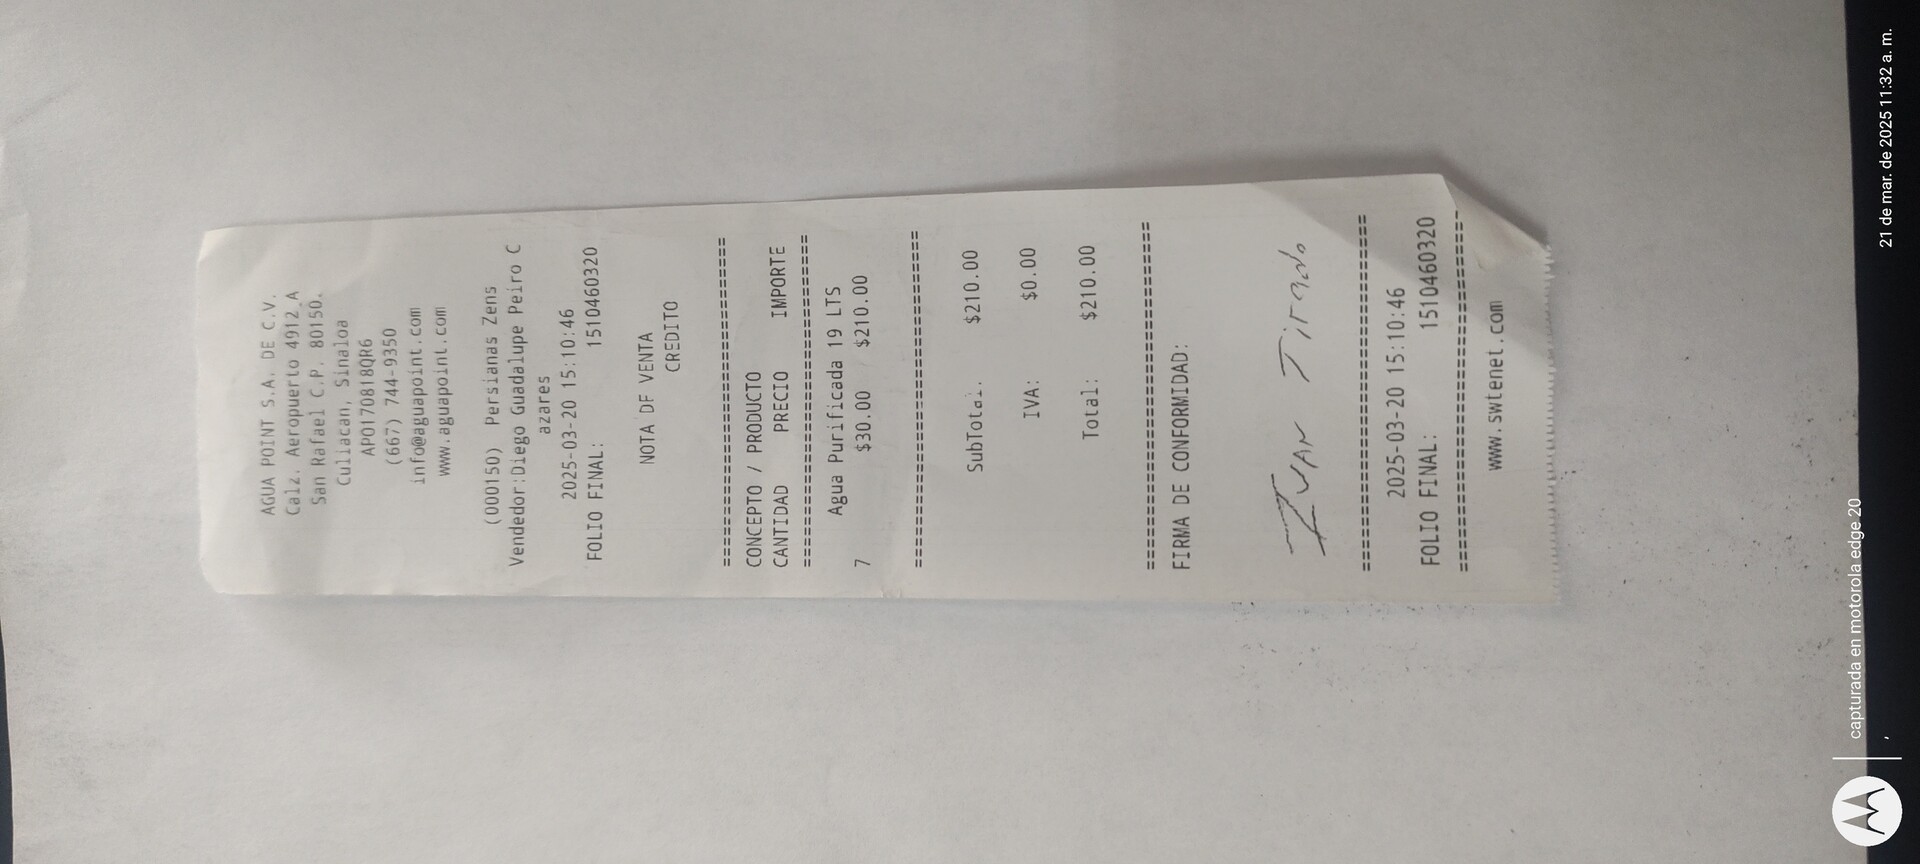 AGUA POINT S.A. DE C.V.
Calz. Aeropuerto 4912 A
San Rafael C.P. 80150.
Culiacan, Sinaloa
APO170818QR6
(667) 744-9350
info@aguapoint.com
www.aguapoint.com
(000150) Persianas Zens
Vendedor:Diego Guadalupe Peiro C
azares
2025-03-20 15:10:46
FOLIO FINAL: 1510460320
NOTA DE VENTA
CREDITO
================================
CONCEPTO / PRODUCTO
CANTIDAD PRECIO IMPORTE
================================
Agua Purificada 19 LTS
7 $30.00 $210.00
================================
SubTotal: $210.00
IVA: $0.00
Total: $210.00
================================
FIRMA DE CONFORMIDAD:
IVAN Tirado
================================
2025-03-20 15:10:46
FOLIO FINAL: 1510460320
================================
www.swtenet.com
capturada en motorola edge 20
21 de mar. de 2025 11:32 a. m.